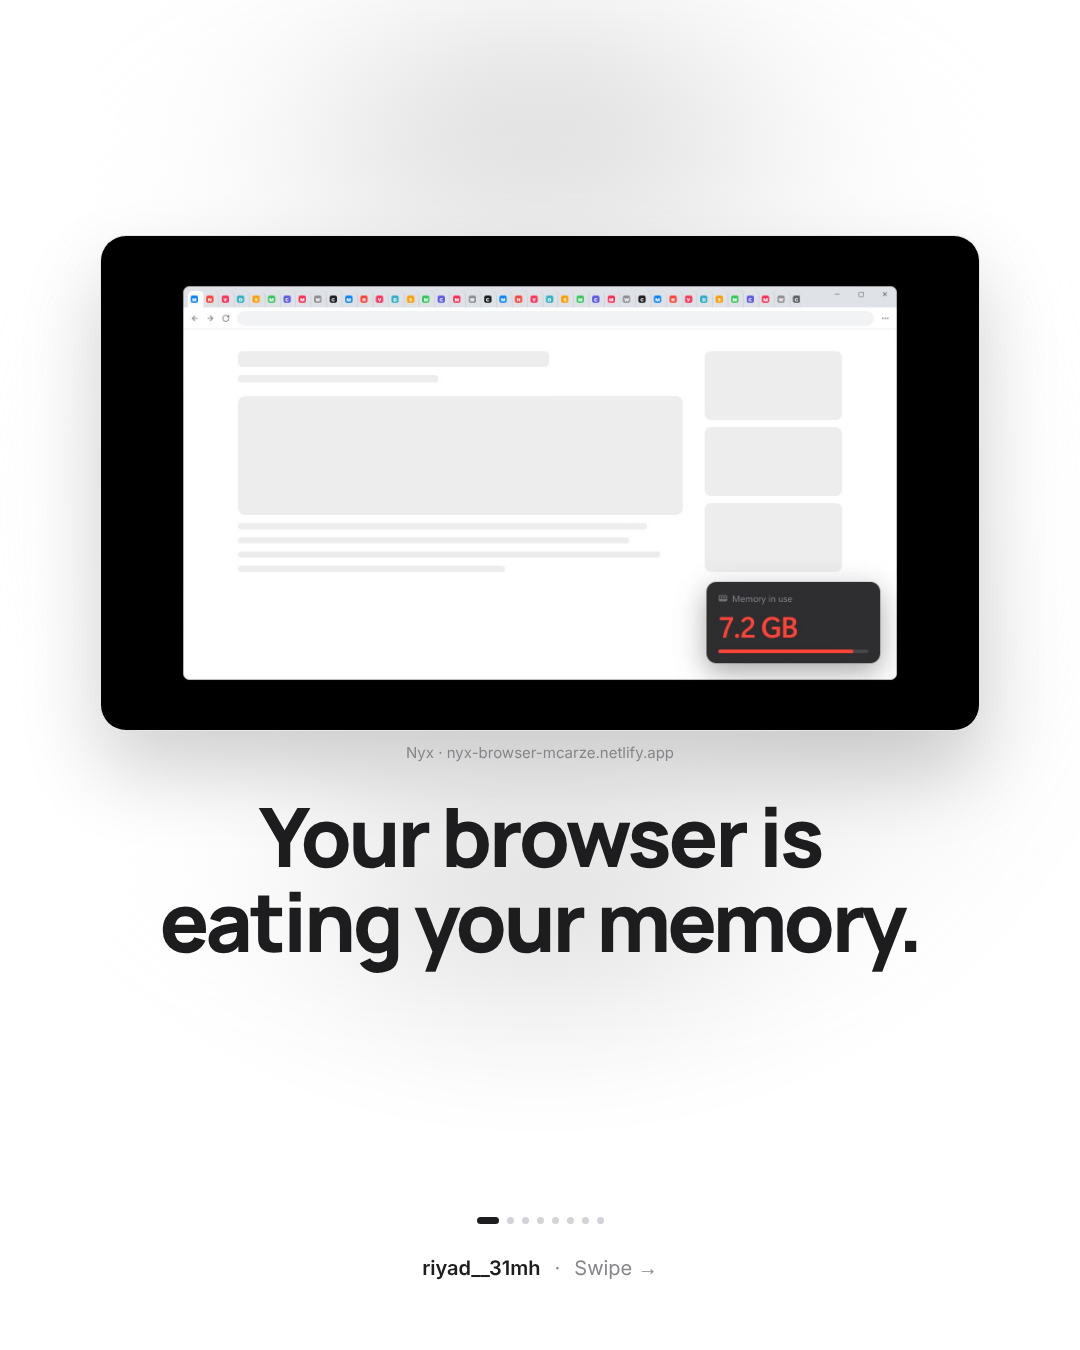 Memory in use
7.2 GB
Nyx · nyx-browser-mcarze.netlify.app
Your browser is
eating your memory.
riyad__31mh · Swipe →